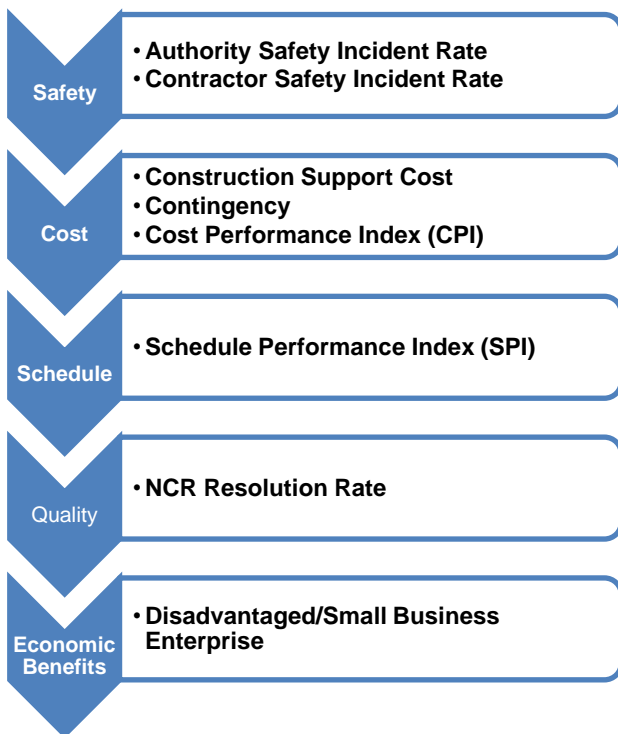 Safety
• Authority Safety Incident Rate
• Contractor Safety Incident Rate
Cost
• Construction Support Cost
• Contingency
• Cost Performance Index (CPI)
Schedule
• Schedule Performance Index (SPI)
Quality
• NCR Resolution Rate
Economic
Benefits
• Disadvantaged/Small Business
Enterprise